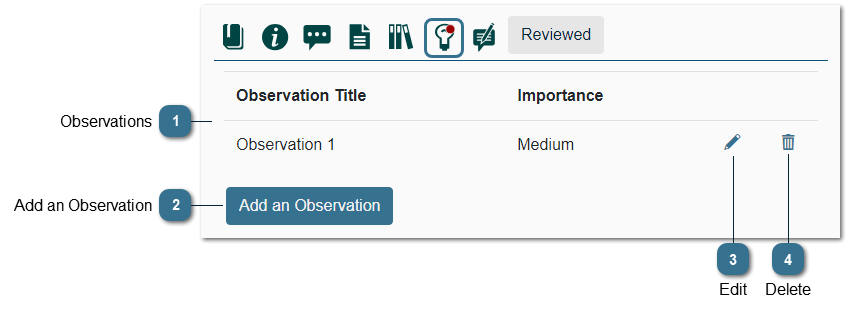 Reviewed
Observation Title Importance
Observations 1
Observation 1 Medium
Add an Observation 2 Add an Observation
3 4
Edit Delete